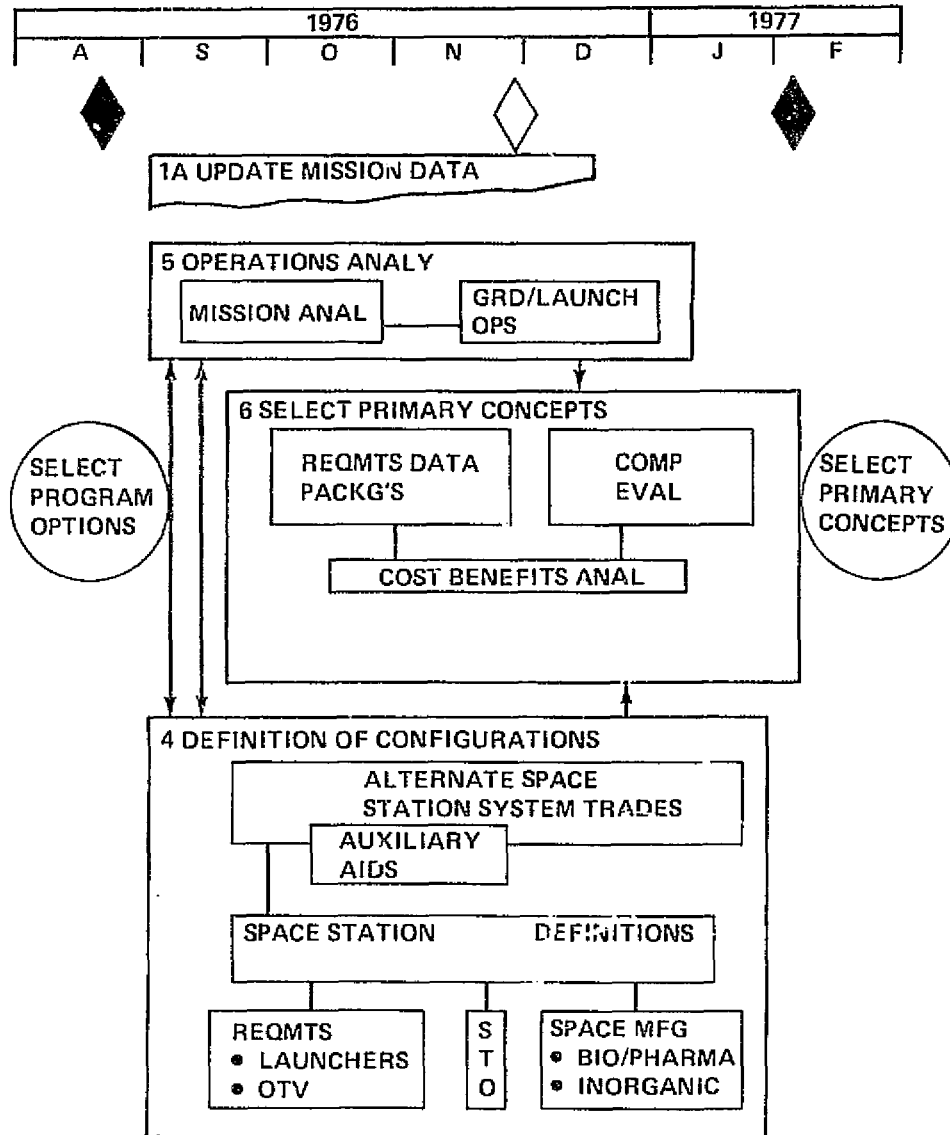 1976 1977
A S O N D J F
1A UPDATE MISSION DATA
5 OPERATIONS ANALY
MISSION ANAL
GRD/LAUNCH
OPS
6 SELECT PRIMARY CONCEPTS
REQMTS DATA
PACKG'S
COMP
EVAL
COST BENEFITS ANAL
SELECT
PROGRAM
OPTIONS
SELECT
PRIMARY
CONCEPTS
4 DEFINITION OF CONFIGURATIONS
ALTERNATE SPACE
STATION SYSTEM TRADES
AUXILIARY
AIDS
SPACE STATION DEFINITIONS
REQMTS
• LAUNCHERS
• OTV
S
T
O
SPACE MFG
• BIO/PHARMA
• INORGANIC